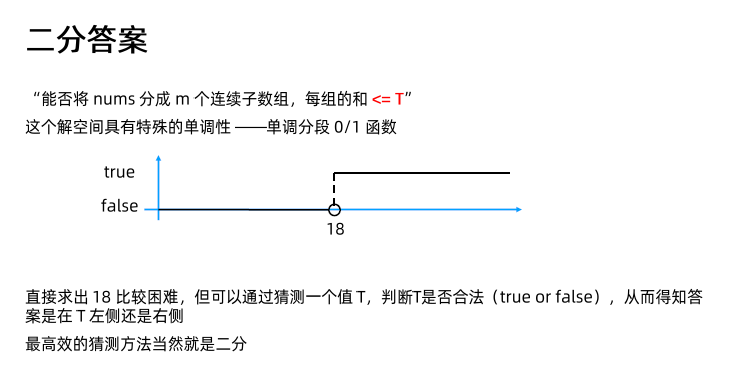 二分答案
“能否将 nums 分成 m 个连续子数组，每组的和 <= T”
这个解空间具有特殊的单调性 ——单调分段 0/1 函数
true
false
18
直接求出 18 比较困难，但可以通过猜测一个值 T，判断T是否合法（true or false），从而得知答
案是在 T 左侧还是右侧
最高效的猜测方法当然就是二分